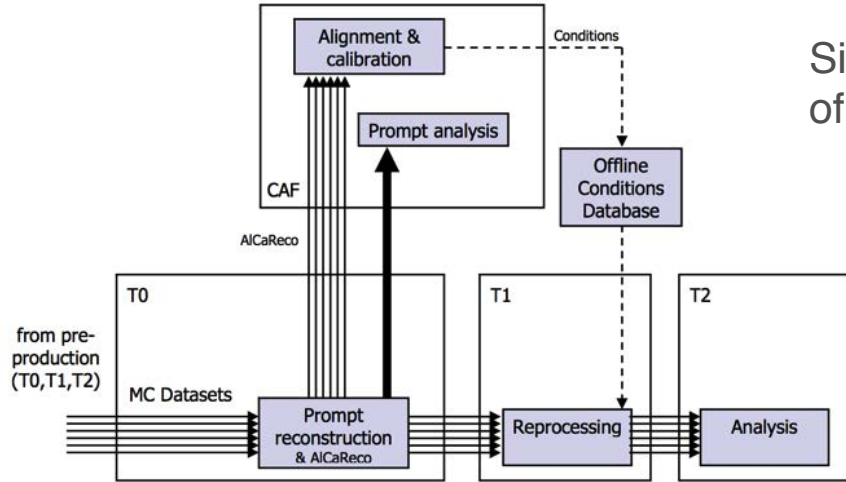 Alignment &
calibration
Conditions
Si
of
Prompt analysis
Offline
Conditions
Database
CAF
AlCaReco
T0
T1
T2
from pre-
production
(T0,T1,T2)
MC Datasets
Prompt
reconstruction
& AlCaReco
Reprocessing
Analysis